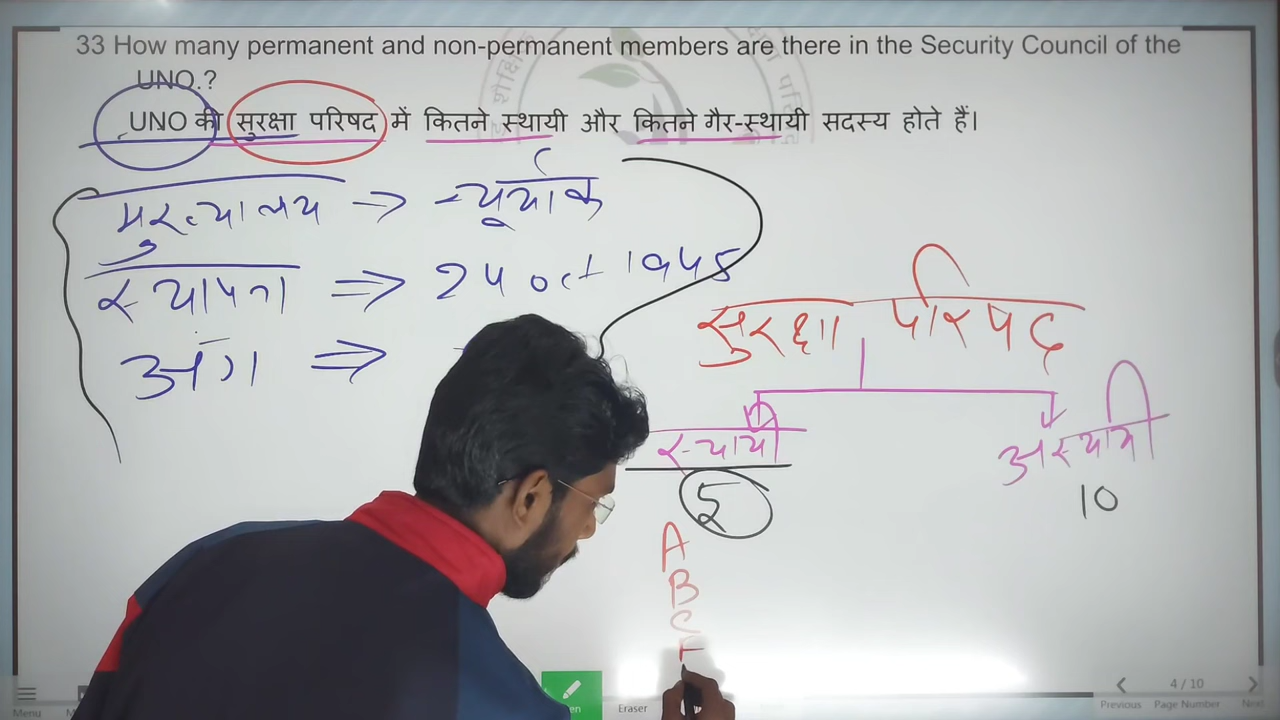 33 How many permanent and non-permanent members are there in the Security Council of the
UNO.?
UNO की सुरक्षा परिषद में कितने स्थायी और कितने गैर-स्थायी सदस्य होते हैं।
मुख्यालय ⇒ न्यूयॉर्क
स्थापना ⇒ 24 oct 1945
अंग ⇒
सुरक्षा परिषद
स्थायी अस्थायी
5 10
A
B
C
F
Menu Eraser Previous 4 / 10 Page Number Next